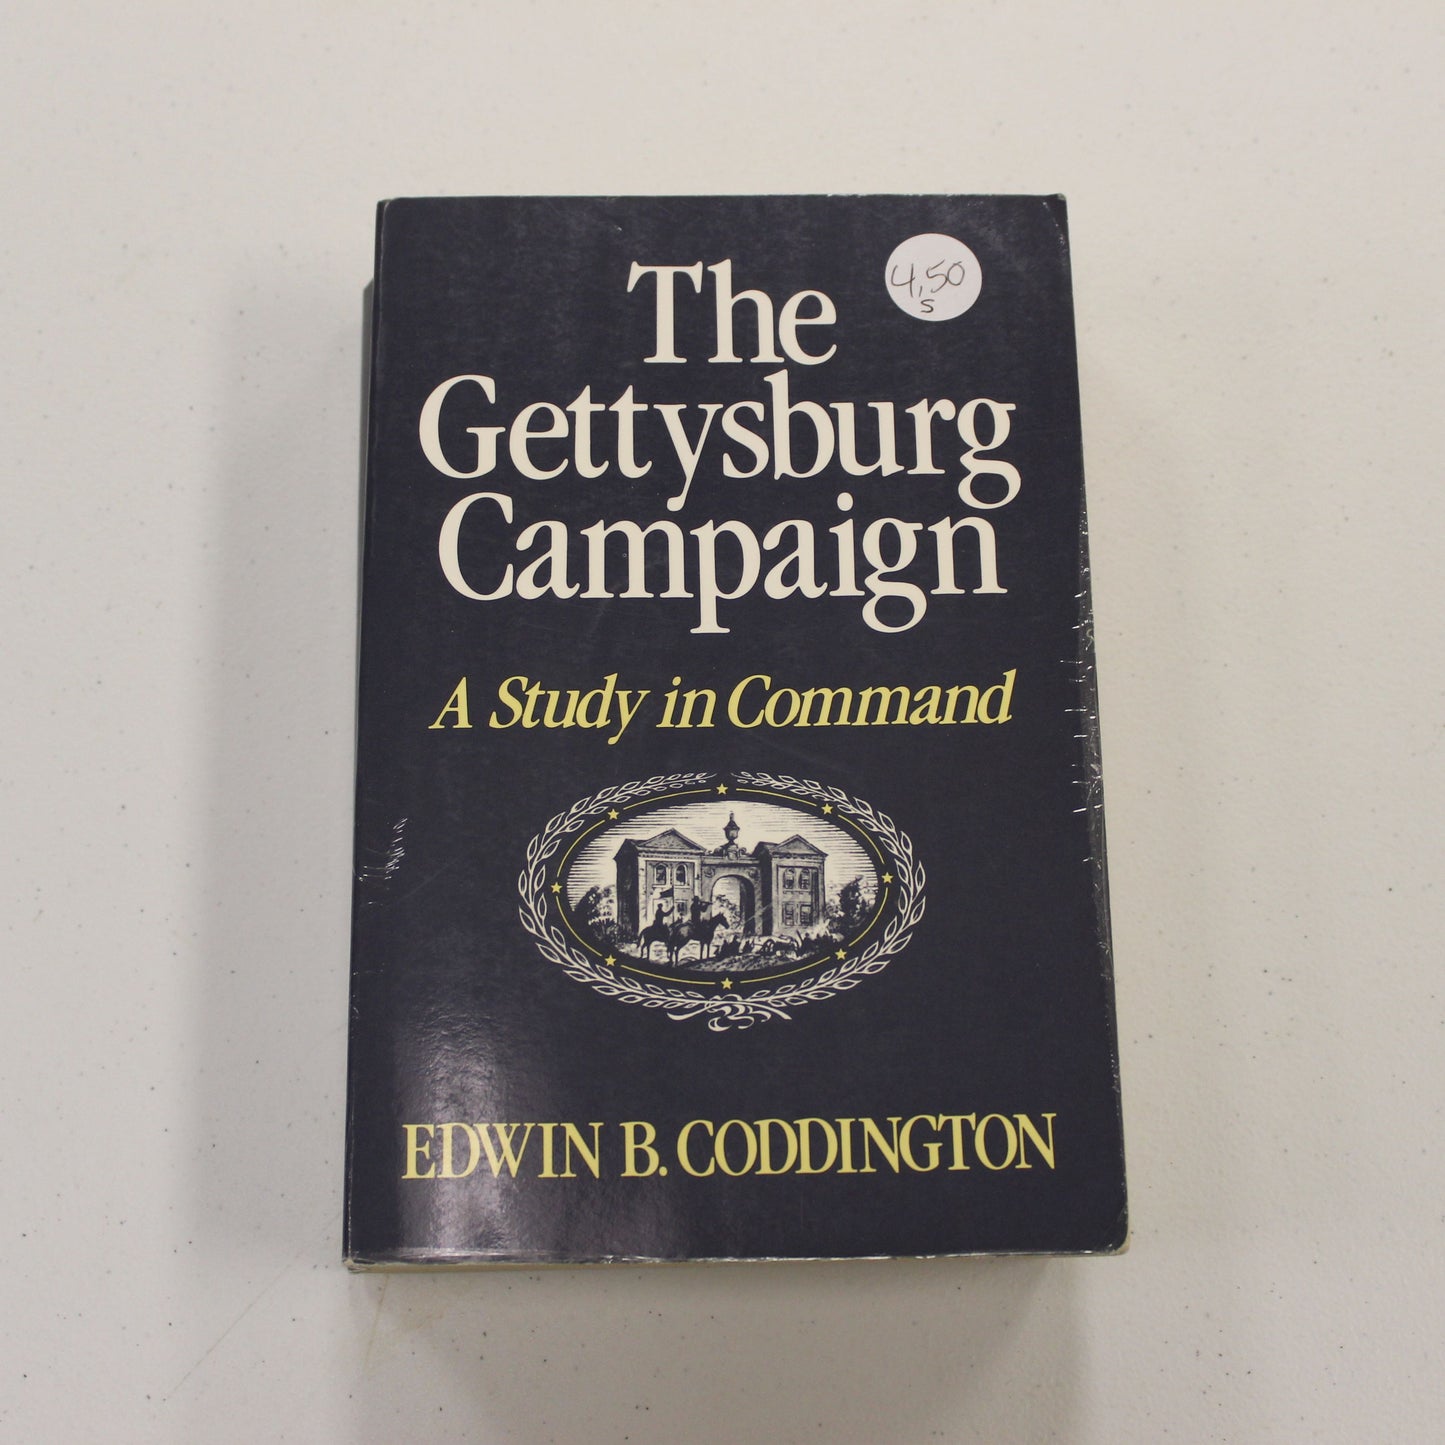 4,50
s
The
Gettysburg
Campaign
A Study in Command
EDWIN B. CODDINGTON